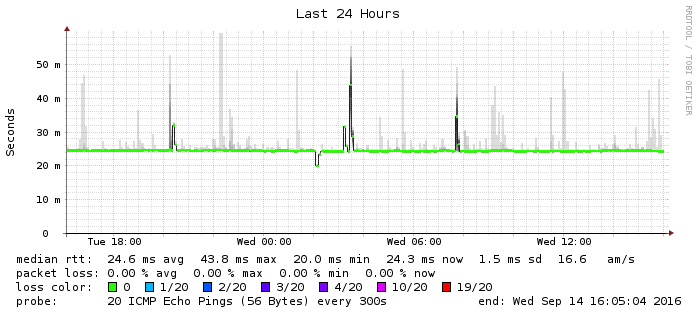 Last 24 Hours
RRDTOOL / TOBI OETIKER
Seconds
50 m
40 m
30 m
20 m
10 m
0
Tue 18:00 Wed 00:00 Wed 06:00 Wed 12:00
median rtt: 24.6 ms avg 43.8 ms max 20.0 ms min 24.3 ms now 1.5 ms sd 16.6 am/s
packet loss: 0.00 % avg 0.00 % max 0.00 % min 0.00 % now
loss color: 0 1/20 2/20 3/20 4/20 10/20 19/20
probe: 20 ICMP Echo Pings (56 Bytes) every 300s end: Wed Sep 14 16:05:04 2016